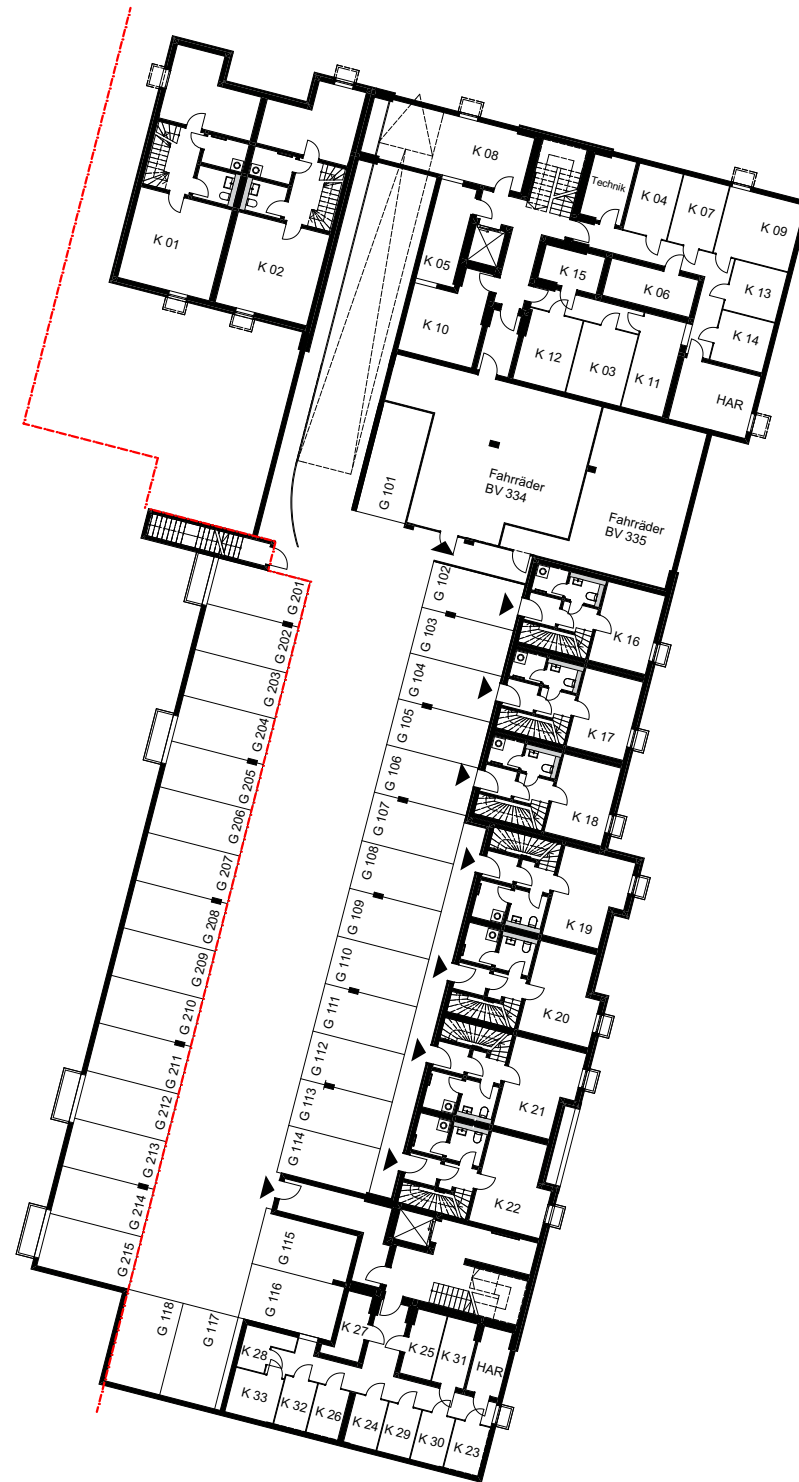 K 08
Technik
K 04
K 07
K 09
K 01
K 02
K 05
K 15
K 06
K 13
K 10
K 12
K 03
K 11
K 14
HAR
G 101
Fahrräder
BV 334
Fahrräder
BV 335
G 201
G 202
G 203
G 204
G 205
G 206
G 207
G 208
G 209
G 210
G 211
G 212
G 213
G 214
G 215
G 102
G 103
G 104
G 105
G 106
G 107
G 108
G 109
G 110
G 111
G 112
G 113
G 114
K 16
K 17
K 18
K 19
K 20
K 21
K 22
G 115
G 116
G 117
G 118
K 27
K 25
K 31
HAR
K 28
K 33
K 32
K 26
K 24
K 29
K 30
K 23